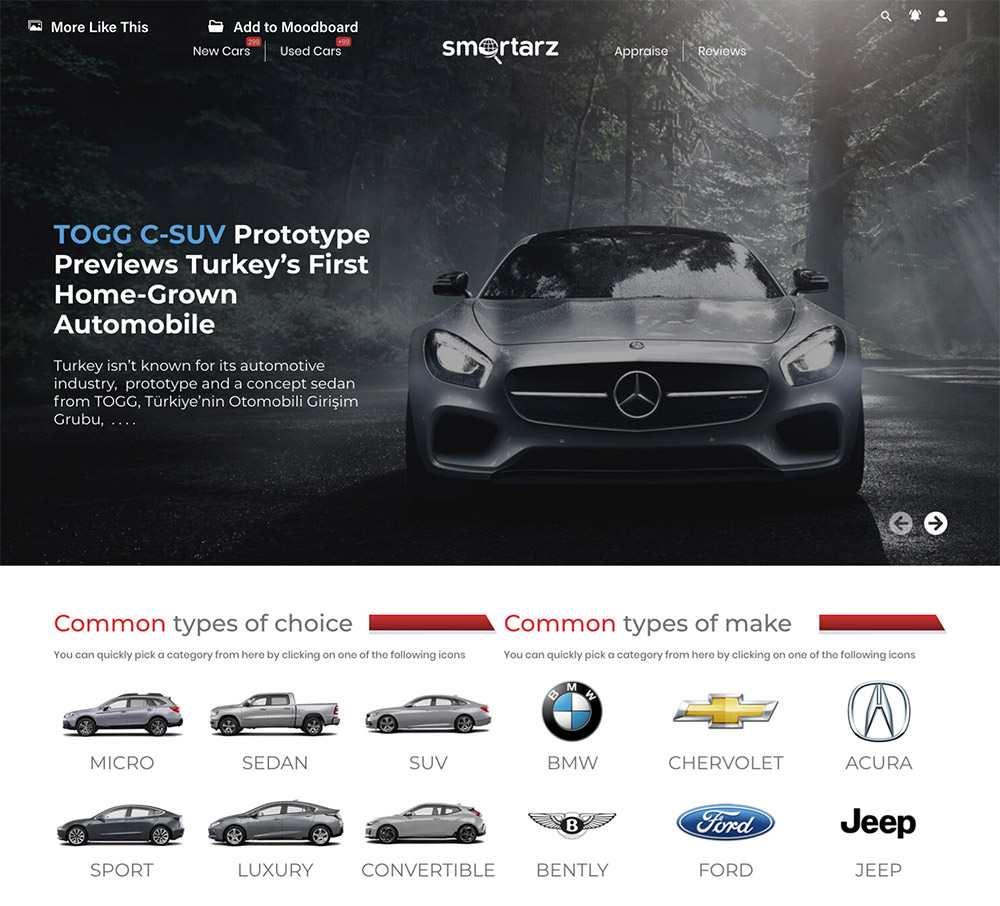 More Like This
Add to Moodboard
New Cars 299
Used Cars +99
smartarz
Appraise
Reviews
TOGG C-SUV Prototype
Previews Turkey’s First
Home-Grown
Automobile
Turkey isn’t known for its automotive
industry,  prototype and a concept sedan
from TOGG, Türkiye’nin Otomobili Girişim
Grubu,  . . . .
Common types of choice
You can quickly pick a category from here by clicking on one of the following icons
MICRO
SEDAN
SUV
SPORT
LUXURY
CONVERTIBLE
Common types of make
You can quickly pick a category from here by clicking on one of the following icons
BMW
BMW
CHERVOLET
ACURA
B
BENTLY
Ford
FORD
Jeep
JEEP